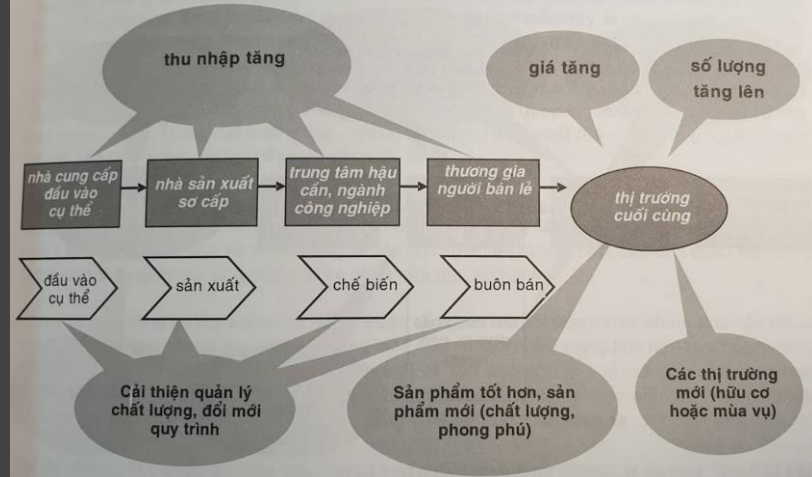 thu nhập tăng
giá tăng
số lượng
tăng lên
nhà cung cấp
đầu vào
cụ thể
nhà sản xuất
sơ cấp
trung tâm hậu
cần, ngành
công nghiệp
thương gia
người bán lẻ
thị trường
cuối cùng
đầu vào
cụ thể
sản xuất
chế biến
buôn bán
Cải thiện quản lý
chất lượng, đổi mới
quy trình
Sản phẩm tốt hơn, sản
phẩm mới (chất lượng,
phong phú)
Các thị trường
mới (hữu cơ
hoặc mùa vụ)